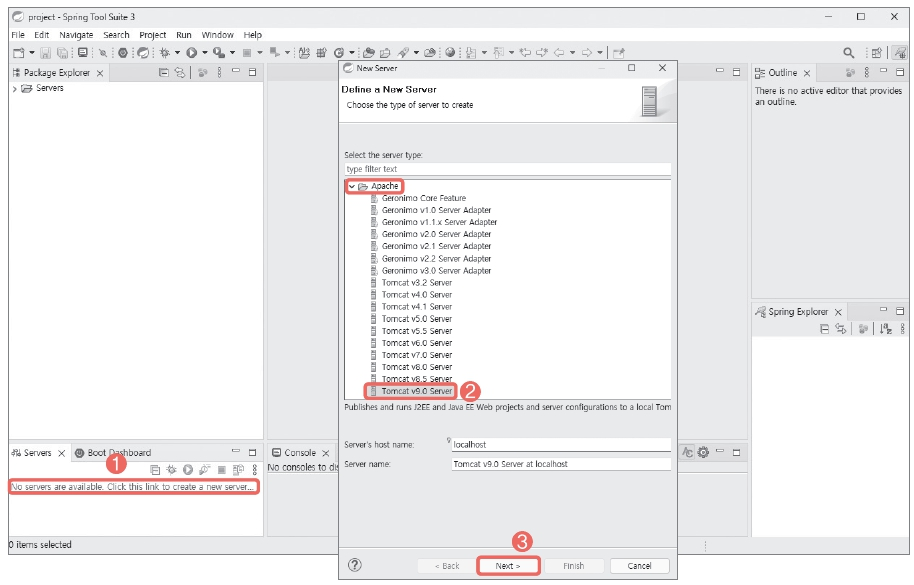 project - Spring Tool Suite 3
File Edit Navigate Search Project Run Window Help
Package Explorer
Servers
New Server
Define a New Server
Choose the type of server to create
Select the server type:
type filter text
Apache
Geronimo Core Feature
Geronimo v1.0 Server Adapter
Geronimo v1.1.x Server Adapter
Geronimo v2.0 Server Adapter
Geronimo v2.1 Server Adapter
Geronimo v2.2 Server Adapter
Geronimo v3.0 Server Adapter
Tomcat v3.2 Server
Tomcat v4.0 Server
Tomcat v4.1 Server
Tomcat v5.0 Server
Tomcat v5.5 Server
Tomcat v6.0 Server
Tomcat v7.0 Server
Tomcat v8.0 Server
Tomcat v8.5 Server
Tomcat v9.0 Server
2
Publishes and runs J2EE and Java EE Web projects and server configurations to a local Tom
Server's host name: localhost
Server name: Tomcat v9.0 Server at localhost
3
< Back Next > Finish Cancel
Outline
There is no active editor that provides
an outline.
Spring Explorer
Servers Boot Dashboard
1
No servers are available. Click this link to create a new server...
Console
No consoles to dis
0 items selected